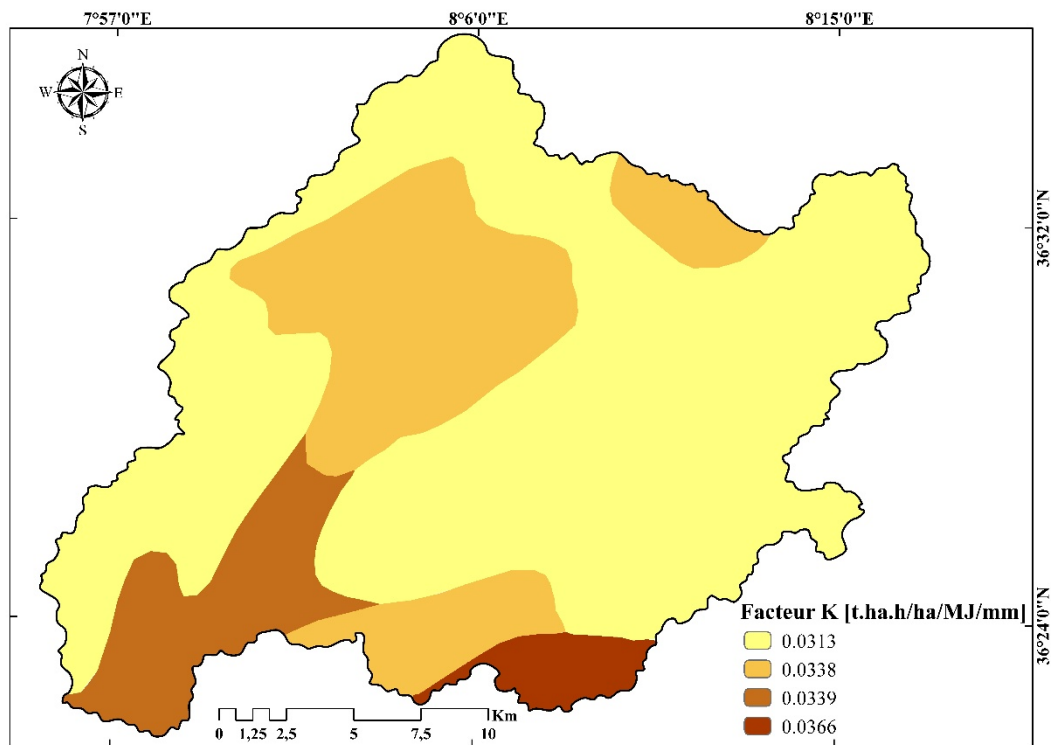 7°57'0"E 8°6'0"E 8°15'0"E
N
W E
S
36°32'0"N
36°24'0"N
Facteur K [t.ha.h/ha/MJ/mm]
0.0313
0.0338
0.0339
0.0366
Km
0 1,25 2,5 5 7,5 10